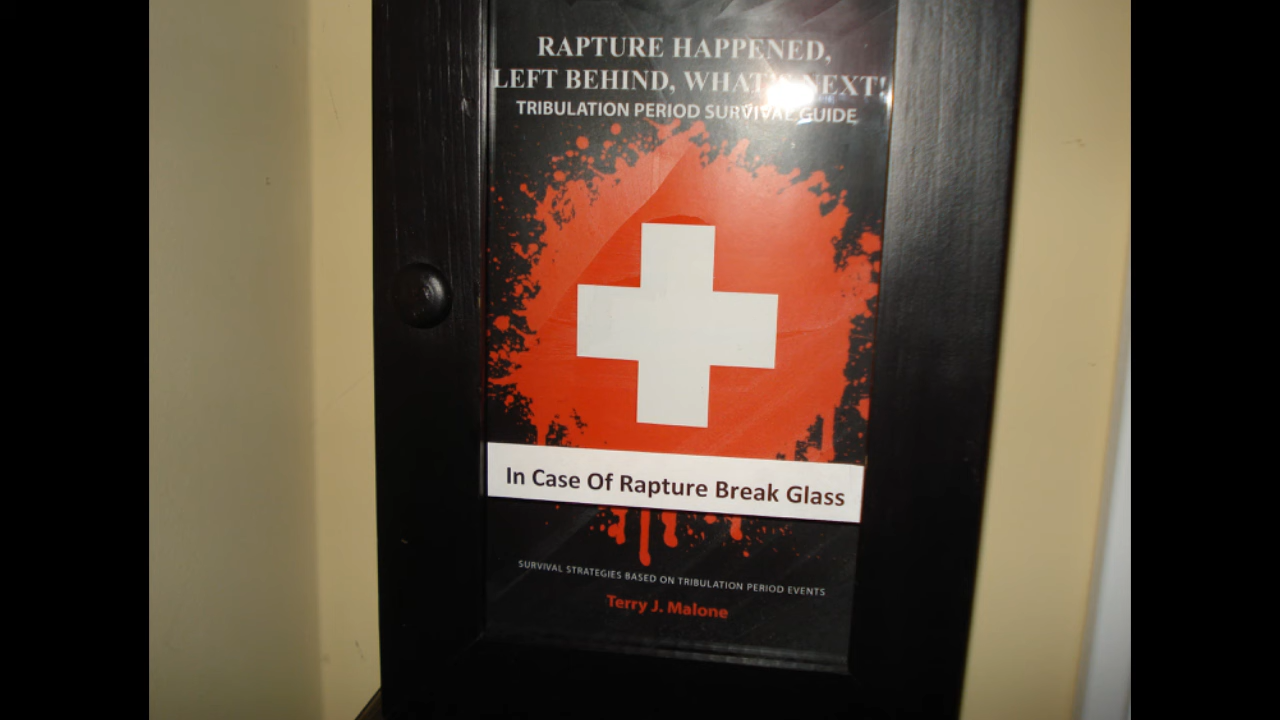 RAPTURE HAPPENED,
LEFT BEHIND, WHAT'S NEXT!
TRIBULATION PERIOD SURVIVAL GUIDE
In Case Of Rapture Break Glass
SURVIVAL STRATEGIES BASED ON TRIBULATION PERIOD EVENTS
Terry J. Malone